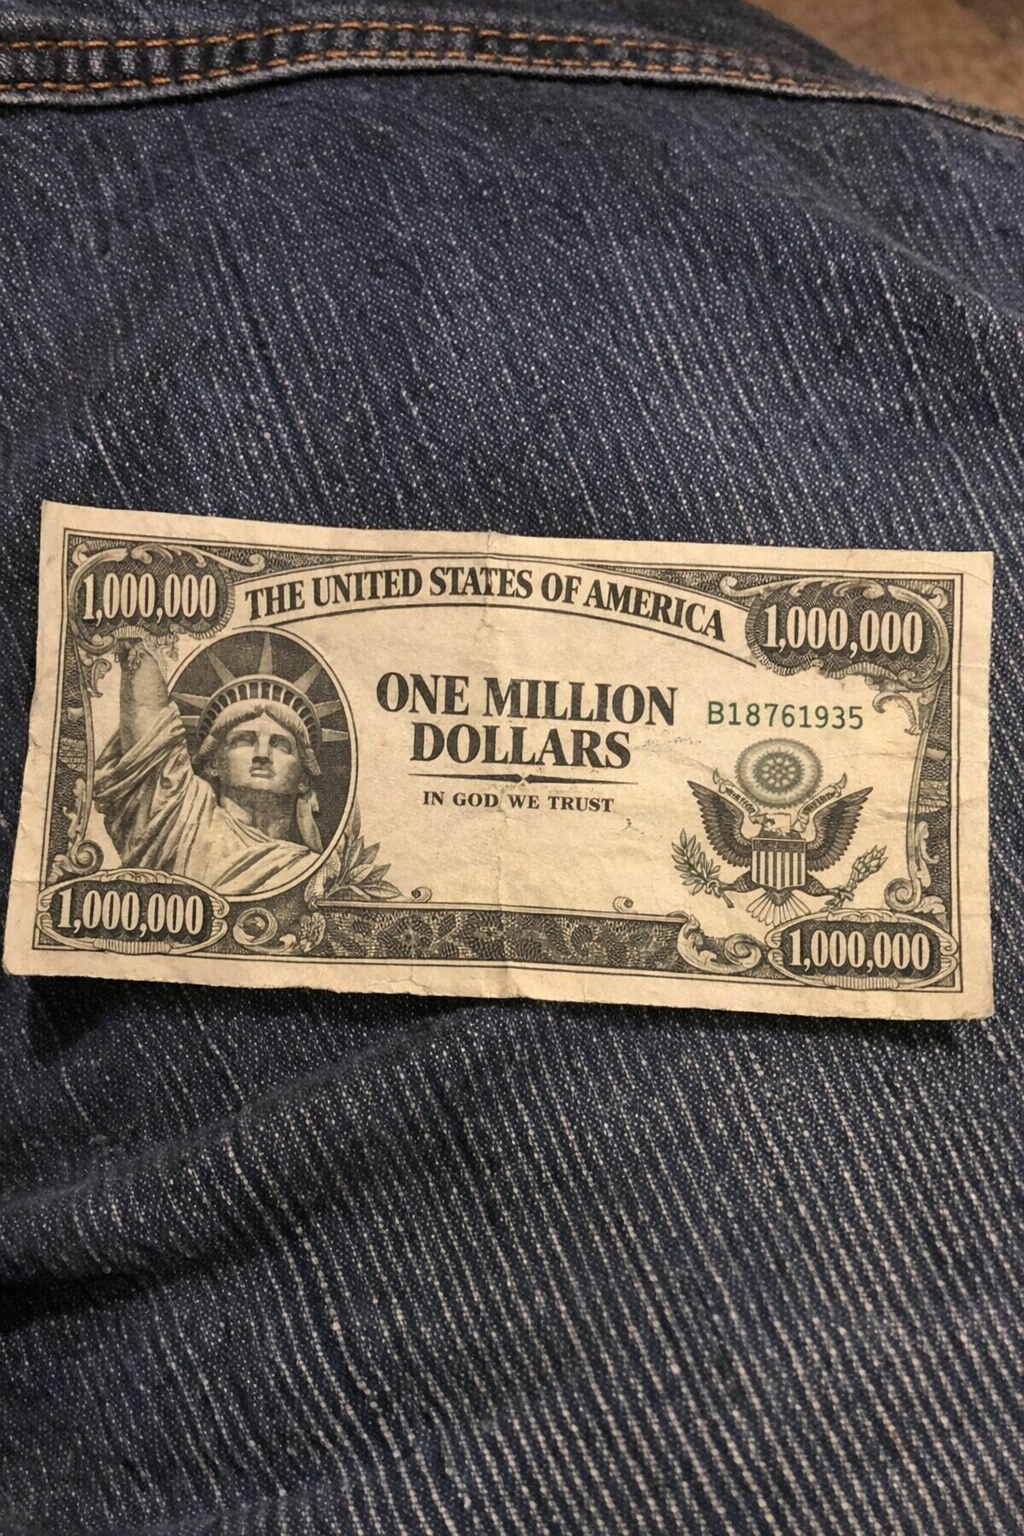 1,000,000
THE UNITED STATES OF AMERICA
1,000,000
ONE MILLION
DOLLARS
B18761935
IN GOD WE TRUST
1,000,000
1,000,000